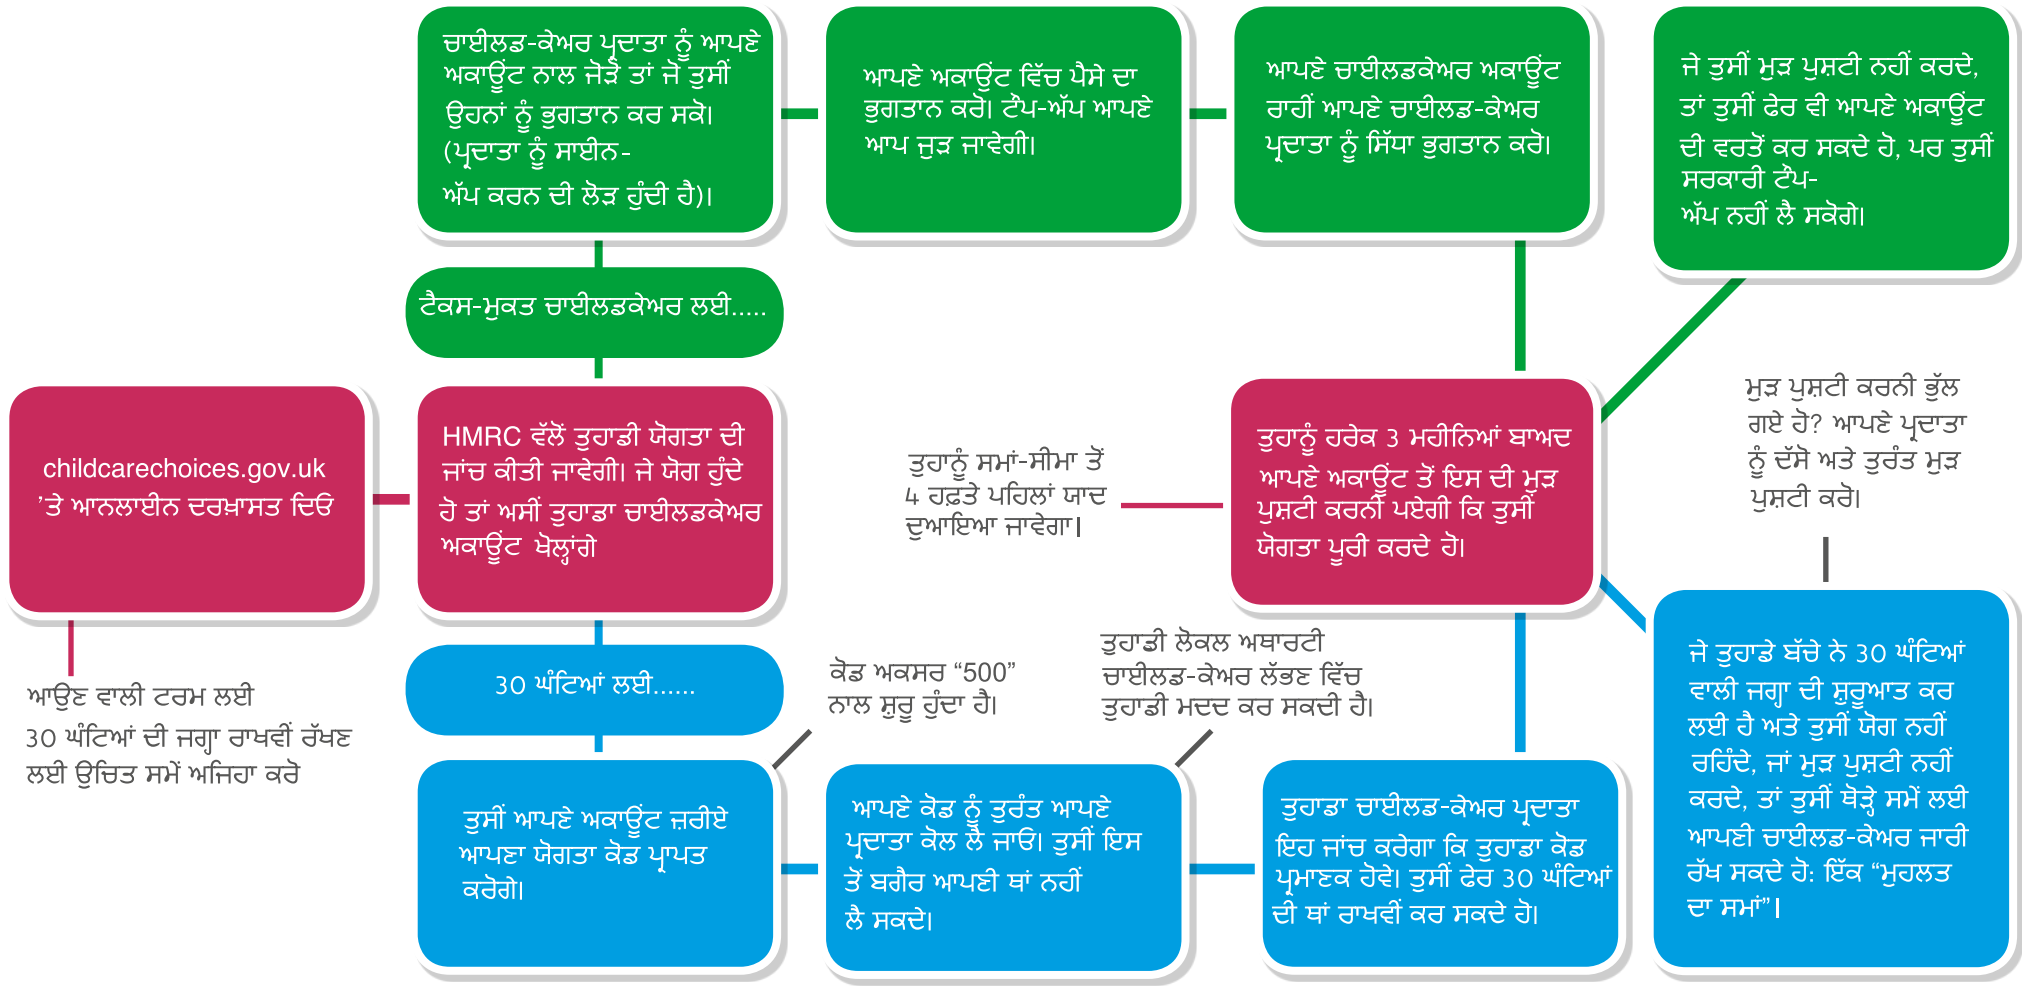 ਚਾਈਲਡ-ਕੇਅਰ ਪ੍ਰਦਾਤਾ ਨੂੰ ਆਪਣੇ
ਅਕਾਊਂਟ ਨਾਲ ਜੋੜੋ ਤਾਂ ਜੋ ਤੁਸੀਂ
ਉਹਨਾਂ ਨੂੰ ਭੁਗਤਾਨ ਕਰ ਸਕੋ।
(ਪ੍ਰਦਾਤਾ ਨੂੰ ਸਾਈਨ-
ਅੱਪ ਕਰਨ ਦੀ ਲੋੜ ਹੁੰਦੀ ਹੈ)।
ਆਪਣੇ ਅਕਾਉਂਟ ਵਿੱਚ ਪੈਸੇ ਦਾ
ਭੁਗਤਾਨ ਕਰੋ। ਟੌਪ-ਅੱਪ ਆਪਣੇ
ਆਪ ਜੁੜ ਜਾਵੇਗੀ।
ਆਪਣੇ ਚਾਈਲਡਕੇਅਰ ਅਕਾਊਂਟ
ਰਾਹੀਂ ਆਪਣੇ ਚਾਈਲਡ-ਕੇਅਰ
ਪ੍ਰਦਾਤਾ ਨੂੰ ਸਿੱਧਾ ਭੁਗਤਾਨ ਕਰੋ।
ਜੇ ਤੁਸੀਂ ਮੁੜ ਪੁਸ਼ਟੀ ਨਹੀਂ ਕਰਦੇ,
ਤਾਂ ਤੁਸੀਂ ਫੇਰ ਵੀ ਆਪਣੇ ਅਕਾਊਂਟ
ਦੀ ਵਰਤੋਂ ਕਰ ਸਕਦੇ ਹੋ, ਪਰ ਤੁਸੀਂ
ਸਰਕਾਰੀ ਟੌਪ-
ਅੱਪ ਨਹੀਂ ਲੈ ਸਕੋਗੇ।
ਟੈਕਸ-ਮੁਕਤ ਚਾਈਲਡਕੇਅਰ ਲਈ.....
childcarechoices.gov.uk
'ਤੇ ਆਨਲਾਈਨ ਦਰਖ਼ਾਸਤ ਦਿਓ
HMRC ਵੱਲੋਂ ਤੁਹਾਡੀ ਯੋਗਤਾ ਦੀ
ਜਾਂਚ ਕੀਤੀ ਜਾਵੇਗੀ। ਜੇ ਯੋਗ ਹੁੰਦੇ
ਹੋ ਤਾਂ ਅਸੀਂ ਤੁਹਾਡਾ ਚਾਈਲਡਕੇਅਰ
ਅਕਾਊਂਟ ਖੋਲ੍ਹਾਂਗੇ
ਤੁਹਾਨੂੰ ਸਮਾਂ-ਸੀਮਾ ਤੋਂ
4 ਹਫ਼ਤੇ ਪਹਿਲਾਂ ਯਾਦ
ਦੁਆਇਆ ਜਾਵੇਗਾ।
ਤੁਹਾਨੂੰ ਹਰੇਕ 3 ਮਹੀਨਿਆਂ ਬਾਅਦ
ਆਪਣੇ ਅਕਾਊਂਟ ਤੋਂ ਇਸ ਦੀ ਮੁੜ
ਪੁਸ਼ਟੀ ਕਰਨੀ ਪਏਗੀ ਕਿ ਤੁਸੀਂ
ਯੋਗਤਾ ਪੂਰੀ ਕਰਦੇ ਹੋ।
ਮੁੜ ਪੁਸ਼ਟੀ ਕਰਨੀ ਭੁੱਲ
ਗਏ ਹੋ? ਆਪਣੇ ਪ੍ਰਦਾਤਾ
ਨੂੰ ਦੱਸੋ ਅਤੇ ਤੁਰੰਤ ਮੁੜ
ਪੁਸ਼ਟੀ ਕਰੋ।
ਆਉਣ ਵਾਲੀ ਟਰਮ ਲਈ
30 ਘੰਟਿਆਂ ਦੀ ਜਗ੍ਹਾ ਰਾਖਵੀਂ ਰੱਖਣ
ਲਈ ਉਚਿਤ ਸਮੇਂ ਅਜਿਹਾ ਕਰੋ
30 ਘੰਟਿਆਂ ਲਈ......
ਕੋਡ ਅਕਸਰ “500”
ਨਾਲ ਸ਼ੁਰੂ ਹੁੰਦਾ ਹੈ।
ਤੁਹਾਡੀ ਲੋਕਲ ਅਥਾਰਟੀ
ਚਾਈਲਡ-ਕੇਅਰ ਲੱਭਣ ਵਿੱਚ
ਤੁਹਾਡੀ ਮਦਦ ਕਰ ਸਕਦੀ ਹੈ।
ਤੁਸੀਂ ਆਪਣੇ ਅਕਾਊਂਟ ਜ਼ਰੀਏ
ਆਪਣਾ ਯੋਗਤਾ ਕੋਡ ਪ੍ਰਾਪਤ
ਕਰੋਗੇ।
ਆਪਣੇ ਕੋਡ ਨੂੰ ਤੁਰੰਤ ਆਪਣੇ
ਪ੍ਰਦਾਤਾ ਕੋਲ ਲੈ ਜਾਓ। ਤੁਸੀਂ ਇਸ
ਤੋਂ ਬਗੈਰ ਆਪਣੀ ਥਾਂ ਨਹੀਂ
ਲੈ ਸਕਦੇ।
ਤੁਹਾਡਾ ਚਾਈਲਡ-ਕੇਅਰ ਪ੍ਰਦਾਤਾ
ਇਹ ਜਾਂਚ ਕਰੇਗਾ ਕਿ ਤੁਹਾਡਾ ਕੋਡ
ਪ੍ਰਮਾਣਕ ਹੋਵੇ। ਤੁਸੀਂ ਫੇਰ 30 ਘੰਟਿਆਂ
ਦੀ ਥਾਂ ਰਾਖਵੀਂ ਕਰ ਸਕਦੇ ਹੋ।
ਜੇ ਤੁਹਾਡੇ ਬੱਚੇ ਨੇ 30 ਘੰਟਿਆਂ
ਵਾਲੀ ਜਗ੍ਹਾ ਦੀ ਸ਼ੁਰੂਆਤ ਕਰ
ਲਈ ਹੈ ਅਤੇ ਤੁਸੀਂ ਯੋਗ ਨਹੀਂ
ਰਹਿੰਦੇ, ਜਾਂ ਮੁੜ ਪੁਸ਼ਟੀ ਨਹੀਂ
ਕਰਦੇ, ਤਾਂ ਤੁਸੀਂ ਥੋੜ੍ਹੇ ਸਮੇਂ ਲਈ
ਆਪਣੀ ਚਾਈਲਡ-ਕੇਅਰ ਜਾਰੀ
ਰੱਖ ਸਕਦੇ ਹੋ: ਇੱਕ “ਮੁਹਲਤ
ਦਾ ਸਮਾਂ”।